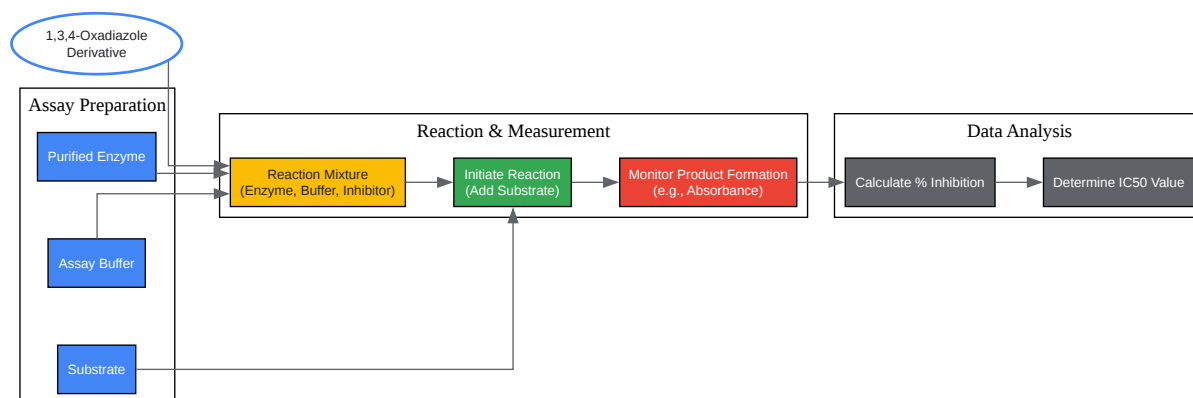 1,3,4-Oxadiazole
Derivative
Assay Preparation
Purified Enzyme
Assay Buffer
Substrate
Reaction & Measurement
Reaction Mixture
(Enzyme, Buffer, Inhibitor)
Initiate Reaction
(Add Substrate)
Monitor Product Formation
(e.g., Absorbance)
Data Analysis
Calculate % Inhibition
Determine IC50 Value